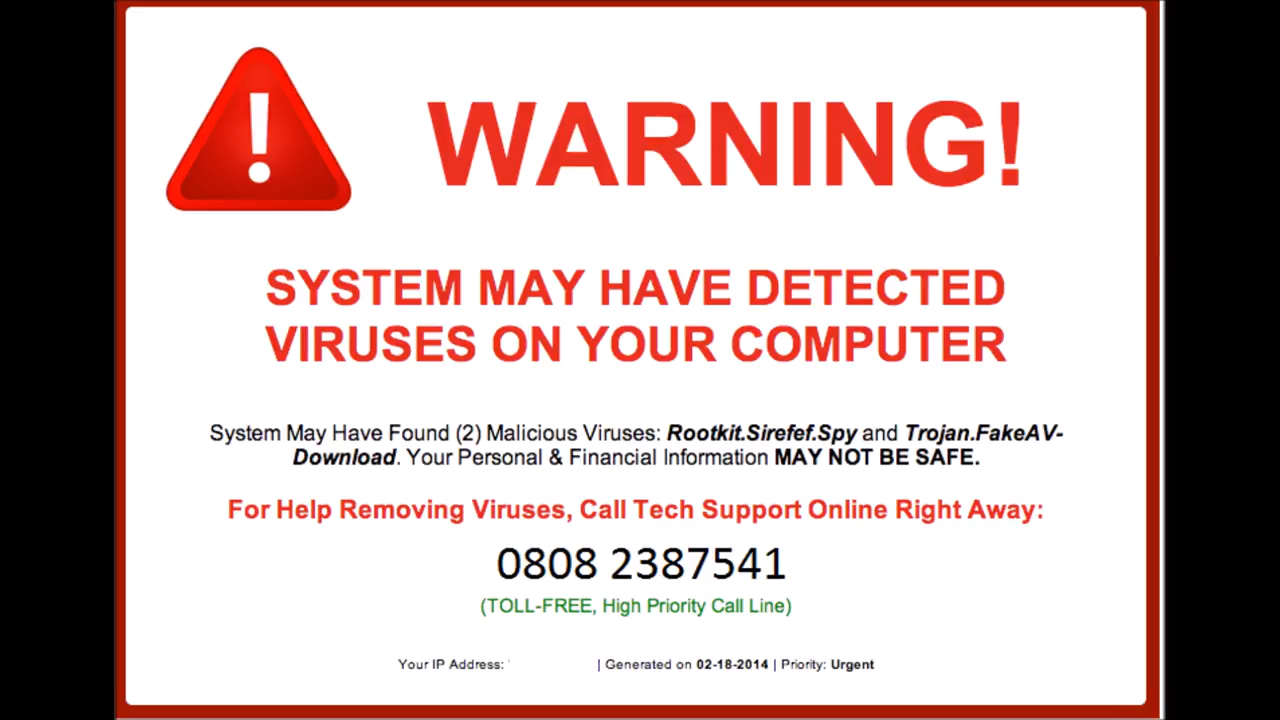 !
WARNING!
SYSTEM MAY HAVE DETECTED
VIRUSES ON YOUR COMPUTER
System May Have Found (2) Malicious Viruses: Rootkit.Sirefef.Spy and Trojan.FakeAV-
Download. Your Personal & Financial Information MAY NOT BE SAFE.
For Help Removing Viruses, Call Tech Support Online Right Away:
0808 2387541
(TOLL-FREE, High Priority Call Line)
Your IP Address: | Generated on 02-18-2014 | Priority: Urgent